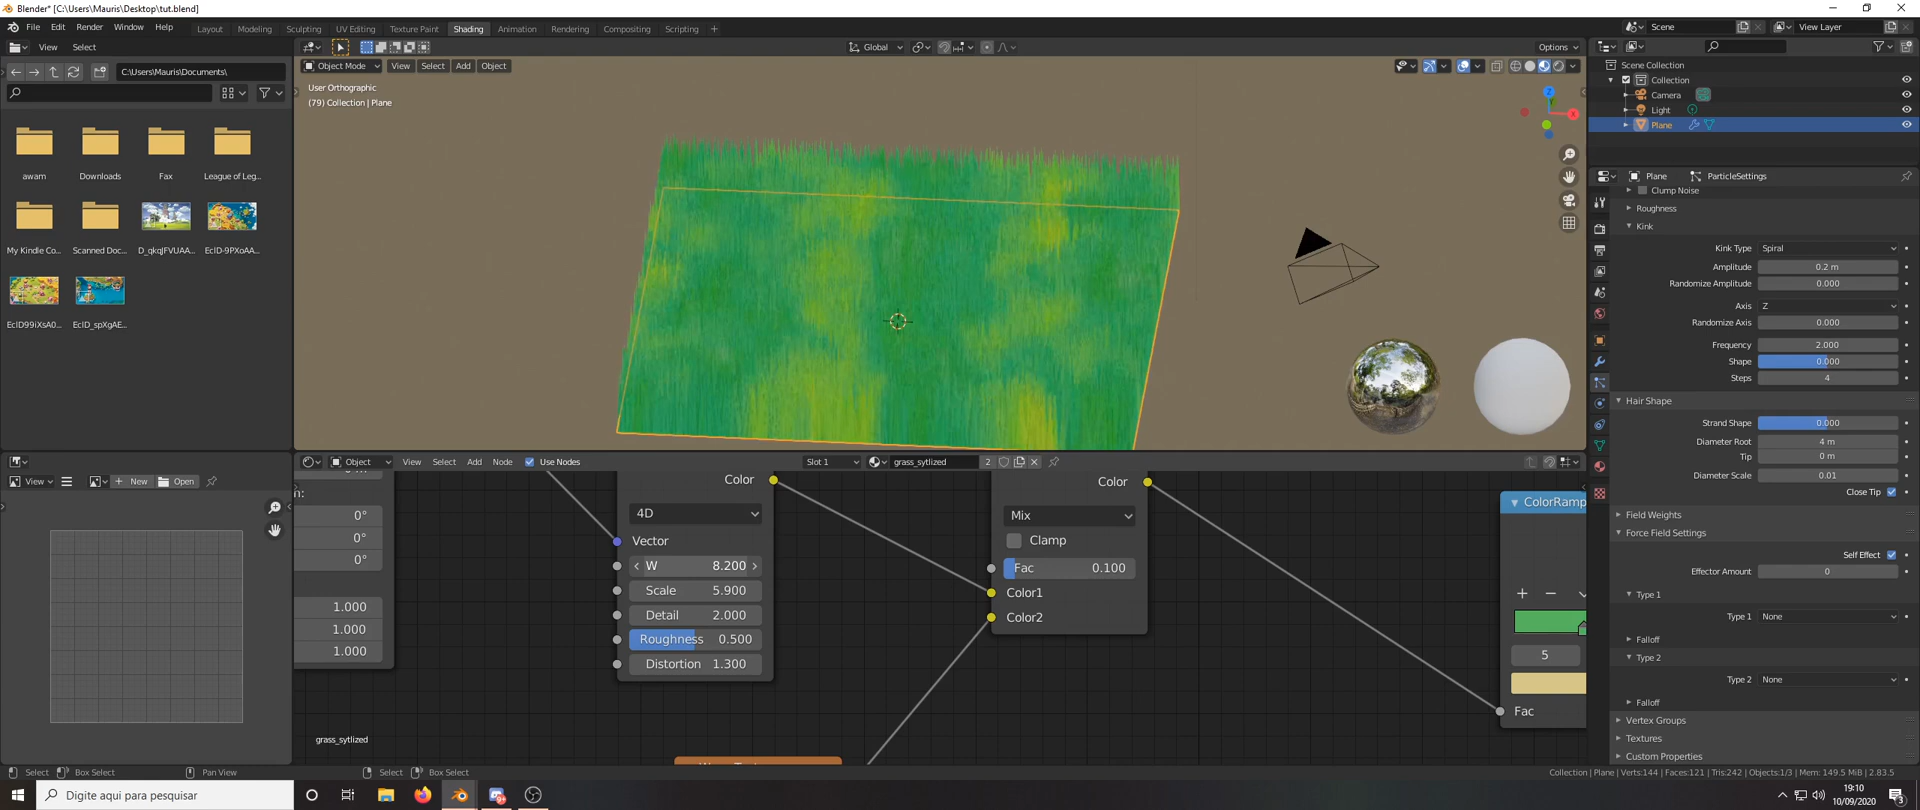 Blender* [C:\Users\Mauris\Desktop\tut.blend]
File Edit Render Window Help Layout Modeling Sculpting UV Editing Texture Paint Shading Animation Rendering Compositing Scripting + Scene View Layer
View Select Global Options
C:\Users\Mauris\Documents\
Object Mode View Select Add Object
User Orthographic
(79) Collection | Plane
awam Downloads Fax League of Leg...
My Kindle Co... Scanned Doc... D_qkqJFVUAA... EcID-9PXoAA...
EcID99iXsA0... EcID_spXgAE...
Z
X
Scene Collection
Collection
Camera
Light
Plane
Plane ParticleSettings
Clump Noise
Roughness
Kink
Kink Type Spiral
Amplitude 0.2 m
Randomize Amplitude 0.000
Axis Z
Randomize Axis 0.000
Frequency 2.000
Shape 0.000
Steps 4
Hair Shape
Strand Shape 0.000
Diameter Root 4 m
Tip 0 m
Diameter Scale 0.01
Close Tip
Field Weights
Force Field Settings
Self Effect
Effector Amount 0
Type 1
Type 1 None
Falloff
Type 2
Type 2 None
Falloff
Vertex Groups
Textures
Custom Properties
View New Open
Object View Select Add Node Use Nodes Slot 1 grass_sytlized 2
n:
0°
0°
0°
1.000
1.000
1.000
Color
4D
Vector
W 8.200
Scale 5.900
Detail 2.000
Roughness 0.500
Distortion 1.300
Color
Mix
Clamp
Fac 0.100
Color1
Color2
ColorRamp
5
Fac
grass_sytlized
Select Box Select Pan View Select Box Select
Collection | Plane | Verts:144 | Faces:121 | Tris:242 | Objects:1/3 | Mem: 149.5 MiB | 2.83.5
Digite aqui para pesquisar
19:10
10/09/2020
3